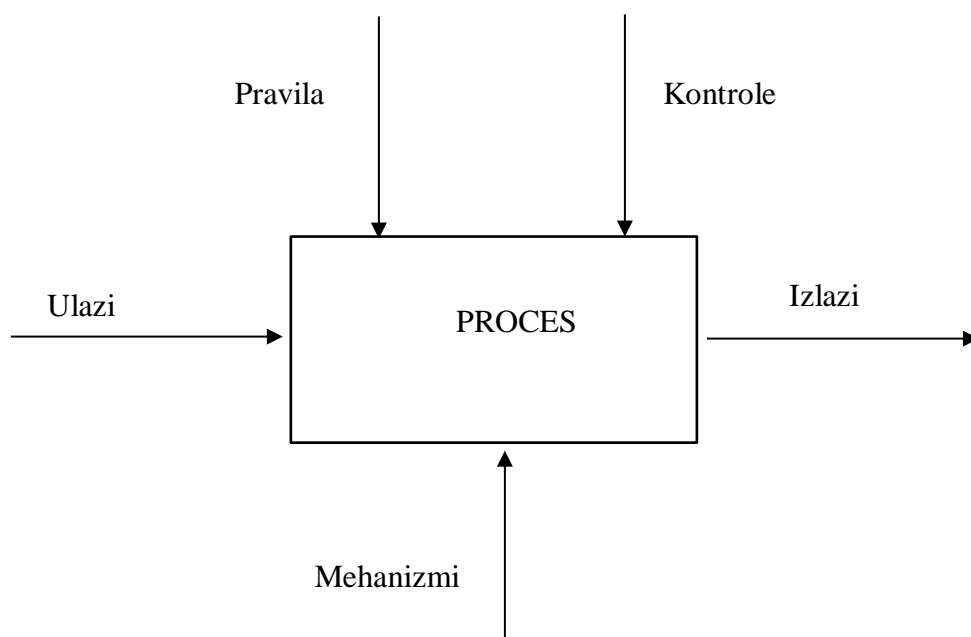 Pravila
Kontrole
Ulazi
PROCES
Izlazi
Mehanizmi